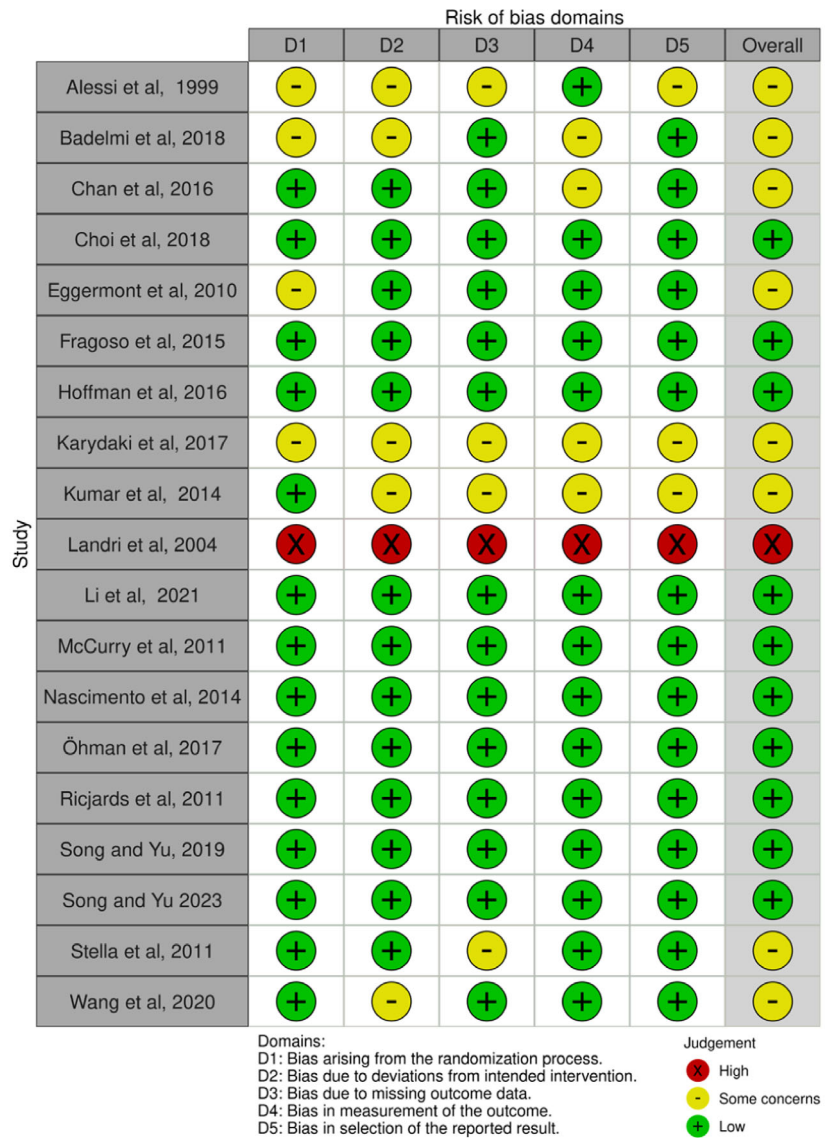 Risk of bias domains
D1 D2 D3 D4 D5 Overall
Alessi et al, 1999 - - - + - -
Badelmi et al, 2018 - - + - + -
Chan et al, 2016 + + + - + -
Choi et al, 2018 + + + + + +
Eggermont et al, 2010 - + + + + -
Fragoso et al, 2015 + + + + + +
Hoffman et al, 2016 + + + + + +
Karydaki et al, 2017 - - - - - -
Kumar et al, 2014 + - - - - -
Landri et al, 2004 X X X X X X
Li et al, 2021 + + + + + +
McCurry et al, 2011 + + + + + +
Nascimento et al, 2014 + + + + + +
Öhman et al, 2017 + + + + + +
Ricjards et al, 2011 + + + + + +
Song and Yu, 2019 + + + + + +
Song and Yu 2023 + + + + + +
Stella et al, 2011 + + - + + -
Wang et al, 2020 + - + + + -
Study
Domains:
D1: Bias arising from the randomization process.
D2: Bias due to deviations from intended intervention.
D3: Bias due to missing outcome data.
D4: Bias in measurement of the outcome.
D5: Bias in selection of the reported result.
Judgement
X High
- Some concerns
+ Low